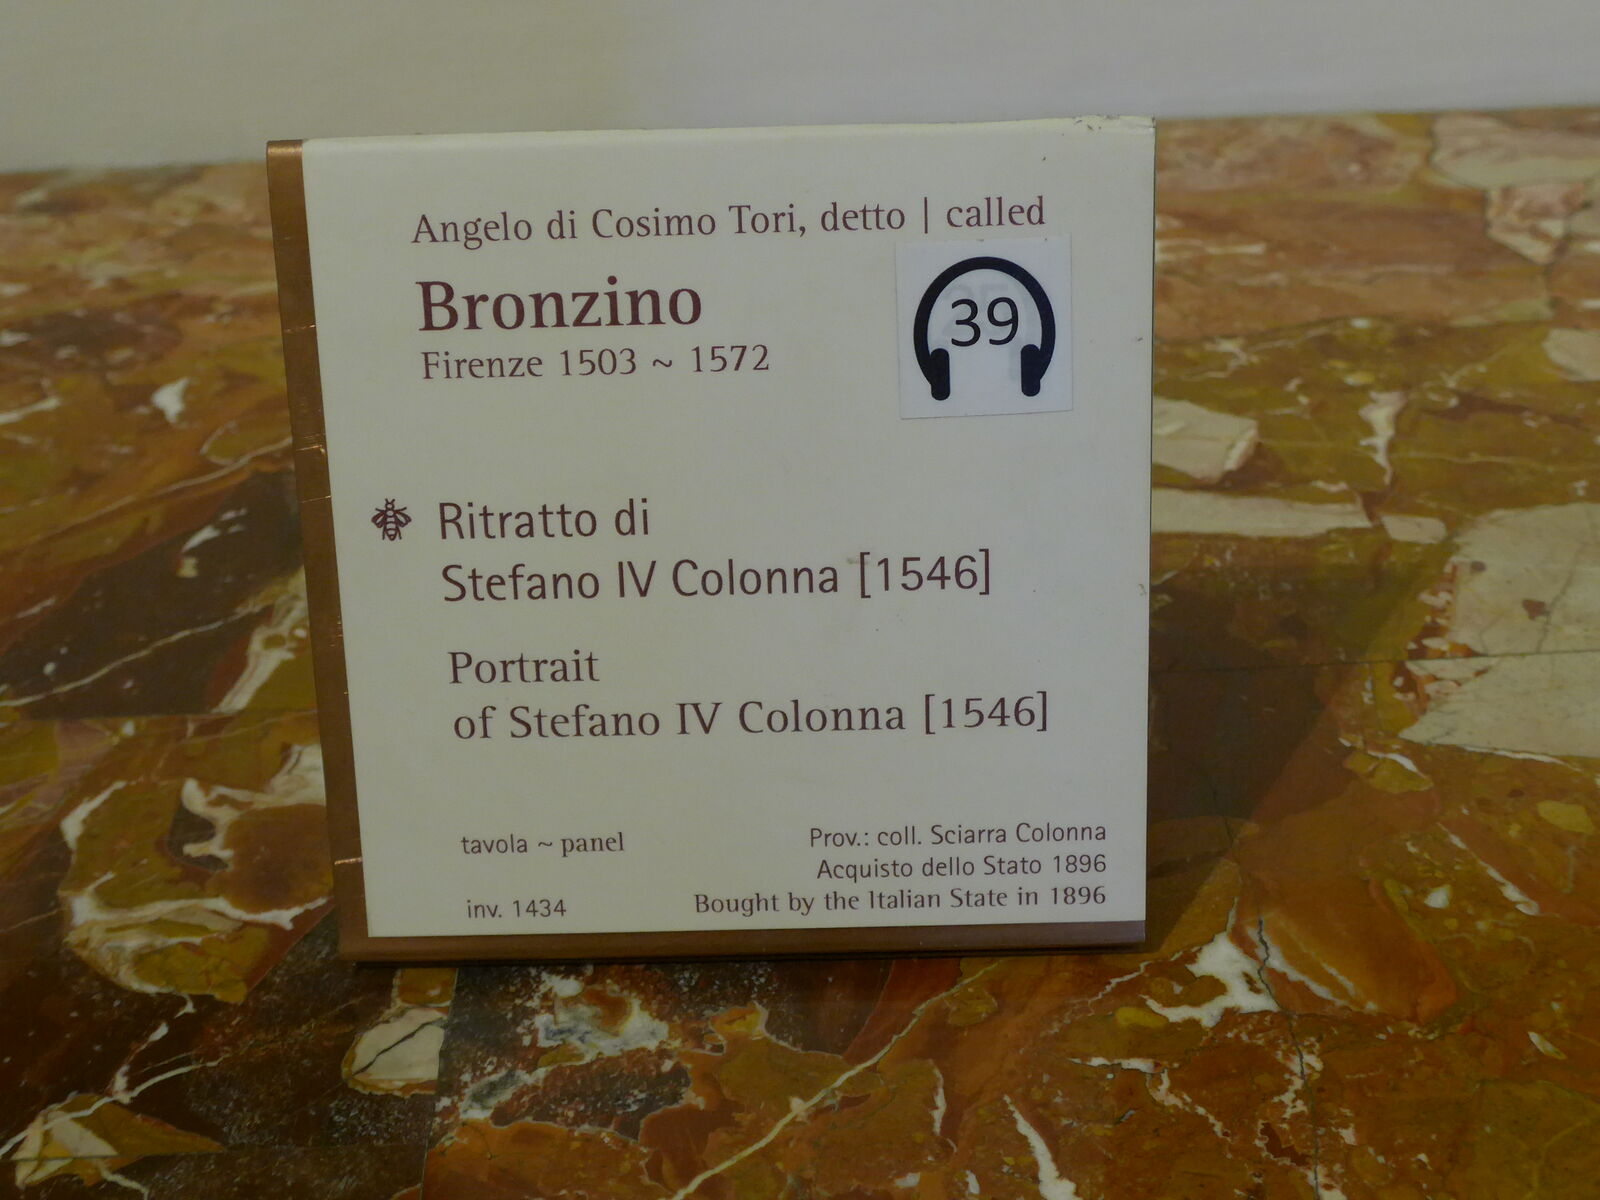 Angelo di Cosimo Tori, detto | called
Bronzino
Firenze 1503 ~ 1572
39
Ritratto di
Stefano IV Colonna [1546]
Portrait
of Stefano IV Colonna [1546]
tavola ~ panel
inv. 1434
Prov.: coll. Sciarra Colonna
Acquisto dello Stato 1896
Bought by the Italian State in 1896